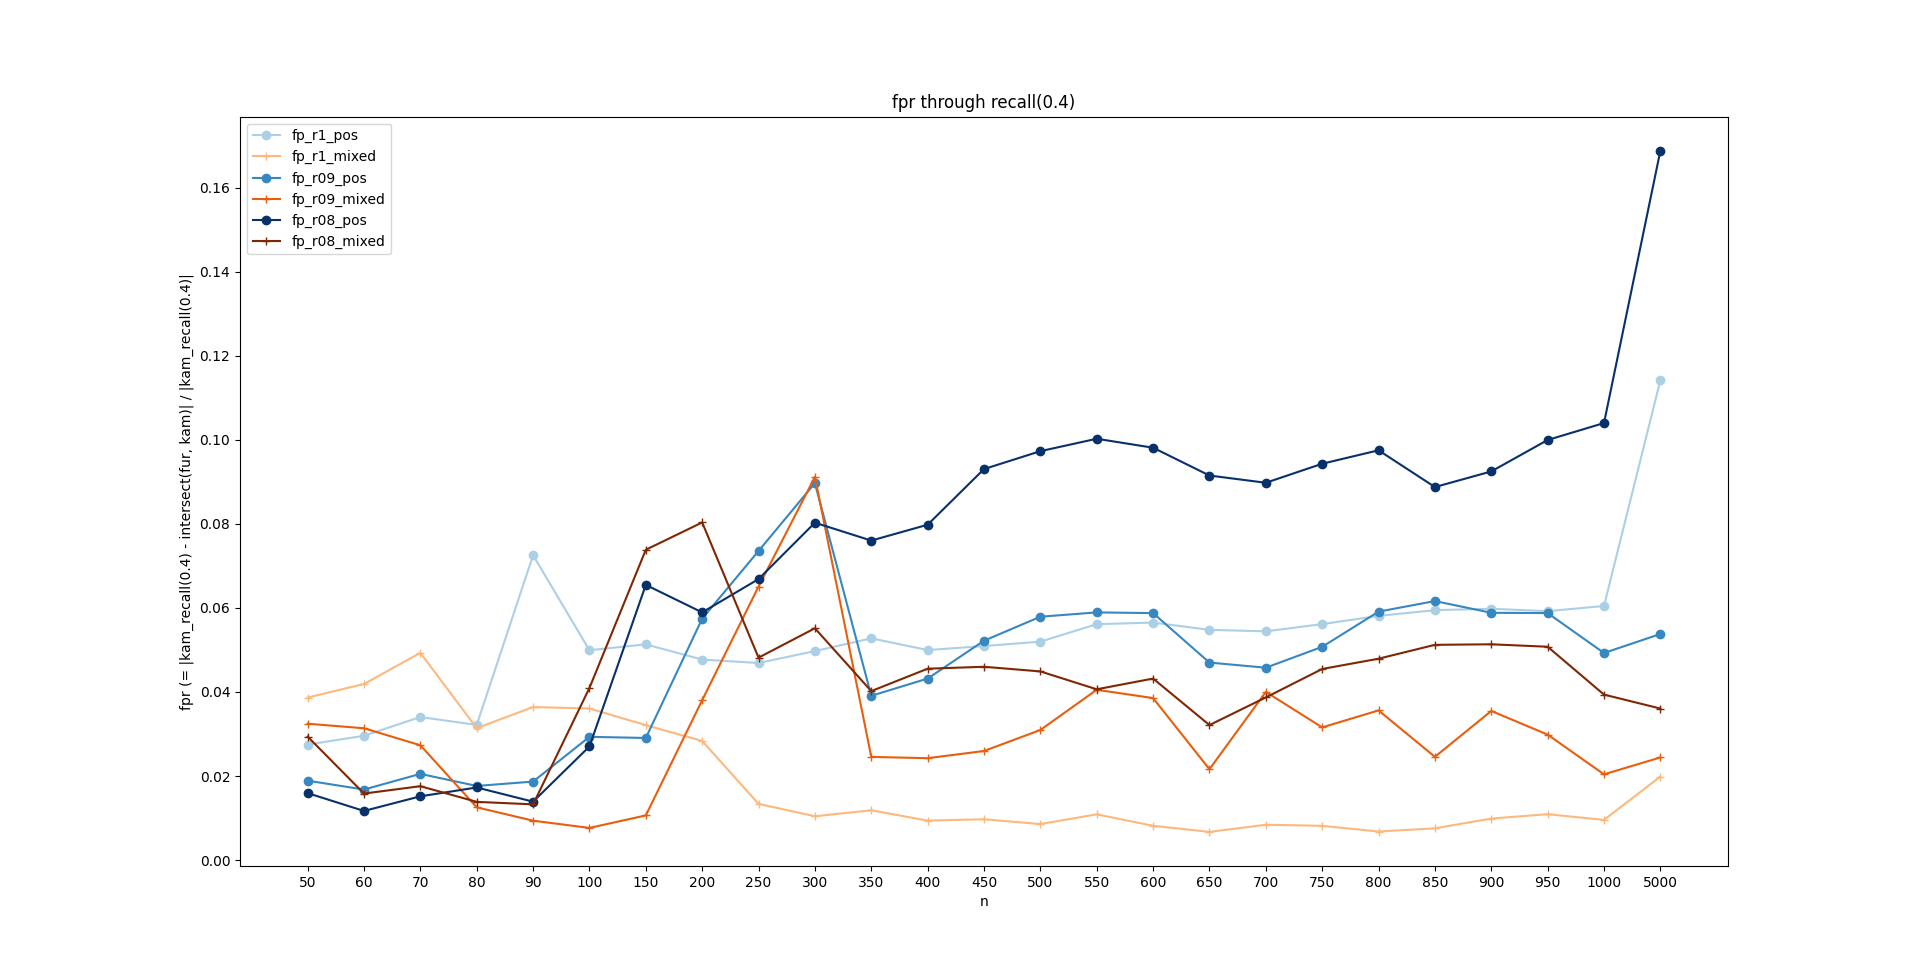 fpr through recall(0.4)
fp_r1_pos
fp_r1_mixed
fp_r09_pos
fp_r09_mixed
fp_r08_pos
fp_r08_mixed
fpr (= |kam_recall(0.4) - intersect(fur, kam)| / |kam_recall(0.4)|
0.16
0.14
0.12
0.10
0.08
0.06
0.04
0.02
0.00
50 60 70 80 90 100 150 200 250 300 350 400 450 500 550 600 650 700 750 800 850 900 950 1000 5000
n